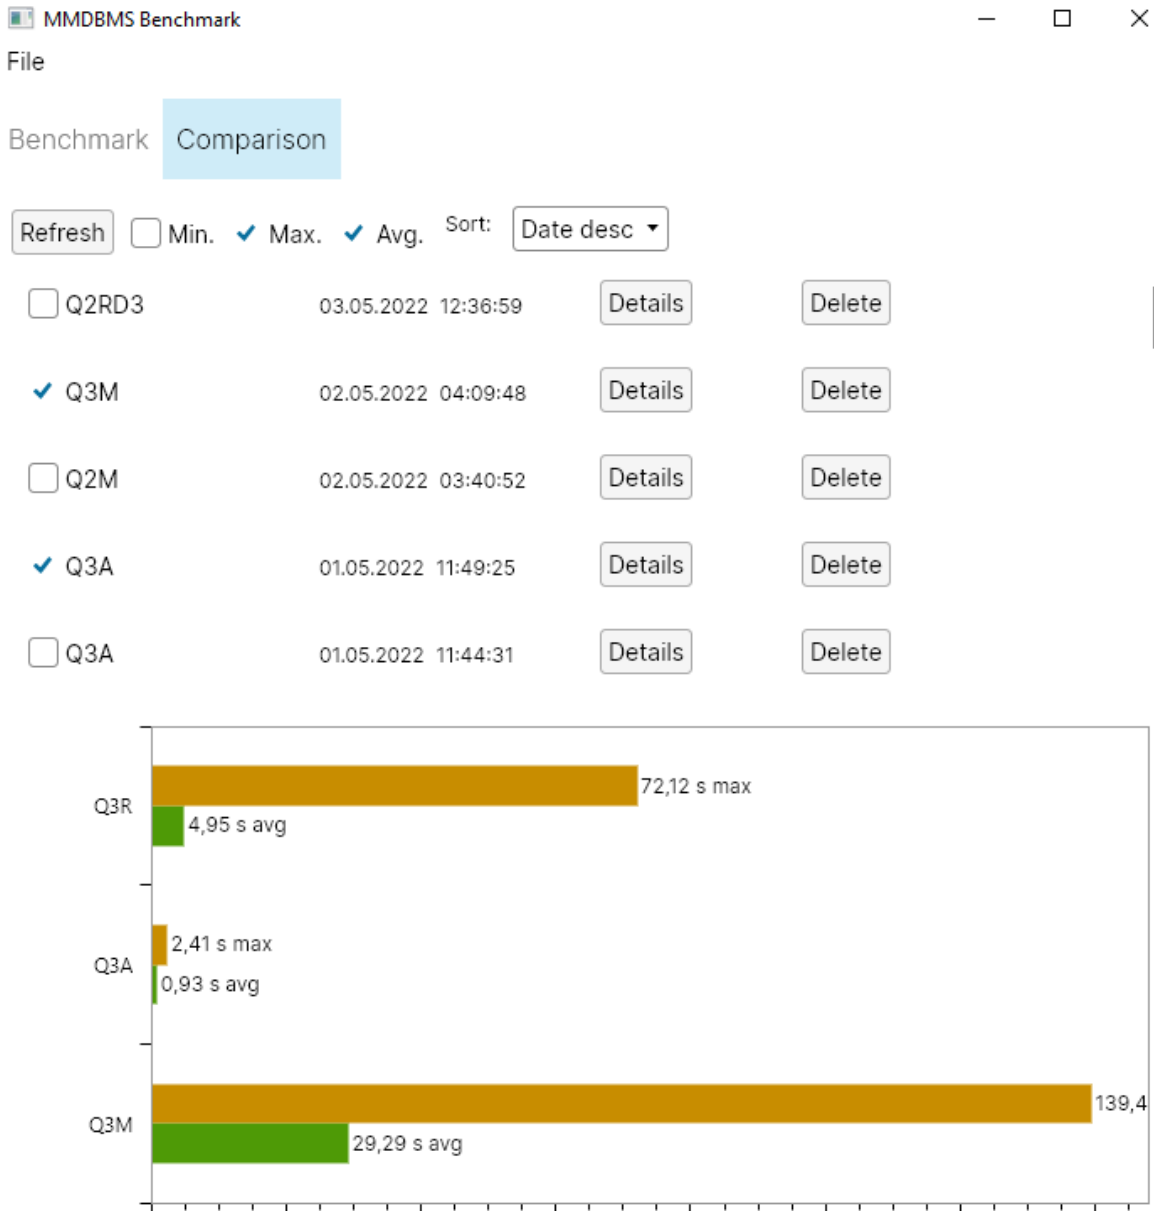 MMDBMS Benchmark
File
Benchmark Comparison
Refresh Min. Max. Avg. Sort: Date desc
Q2RD3 03.05.2022 12:36:59 Details Delete
Q3M 02.05.2022 04:09:48 Details Delete
Q2M 02.05.2022 03:40:52 Details Delete
Q3A 01.05.2022 11:49:25 Details Delete
Q3A 01.05.2022 11:44:31 Details Delete
72,12 s max
Q3R
4,95 s avg
2,41 s max
Q3A
0,93 s avg
139,4
Q3M
29,29 s avg